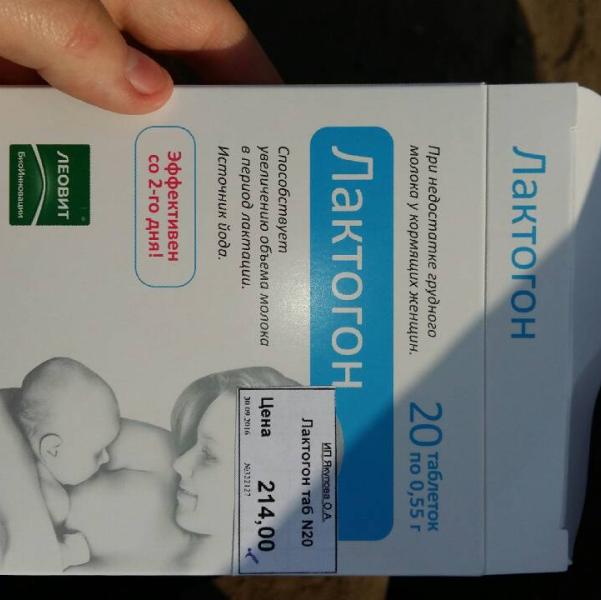 Лактогон
При недостатке грудного
молока у кормящих женщин.
20 таблеток
по 0,55 г
Лактогон
Способствует
увеличению объема молока
в период лактации.
Источник йода.
Эффективен
со 2-го дня!
ЛЕОВИТ
БиоИнновации
ИП Якупова О.А.
Лактогон таб N20
Цена 214,00
30.09.2016 №322127